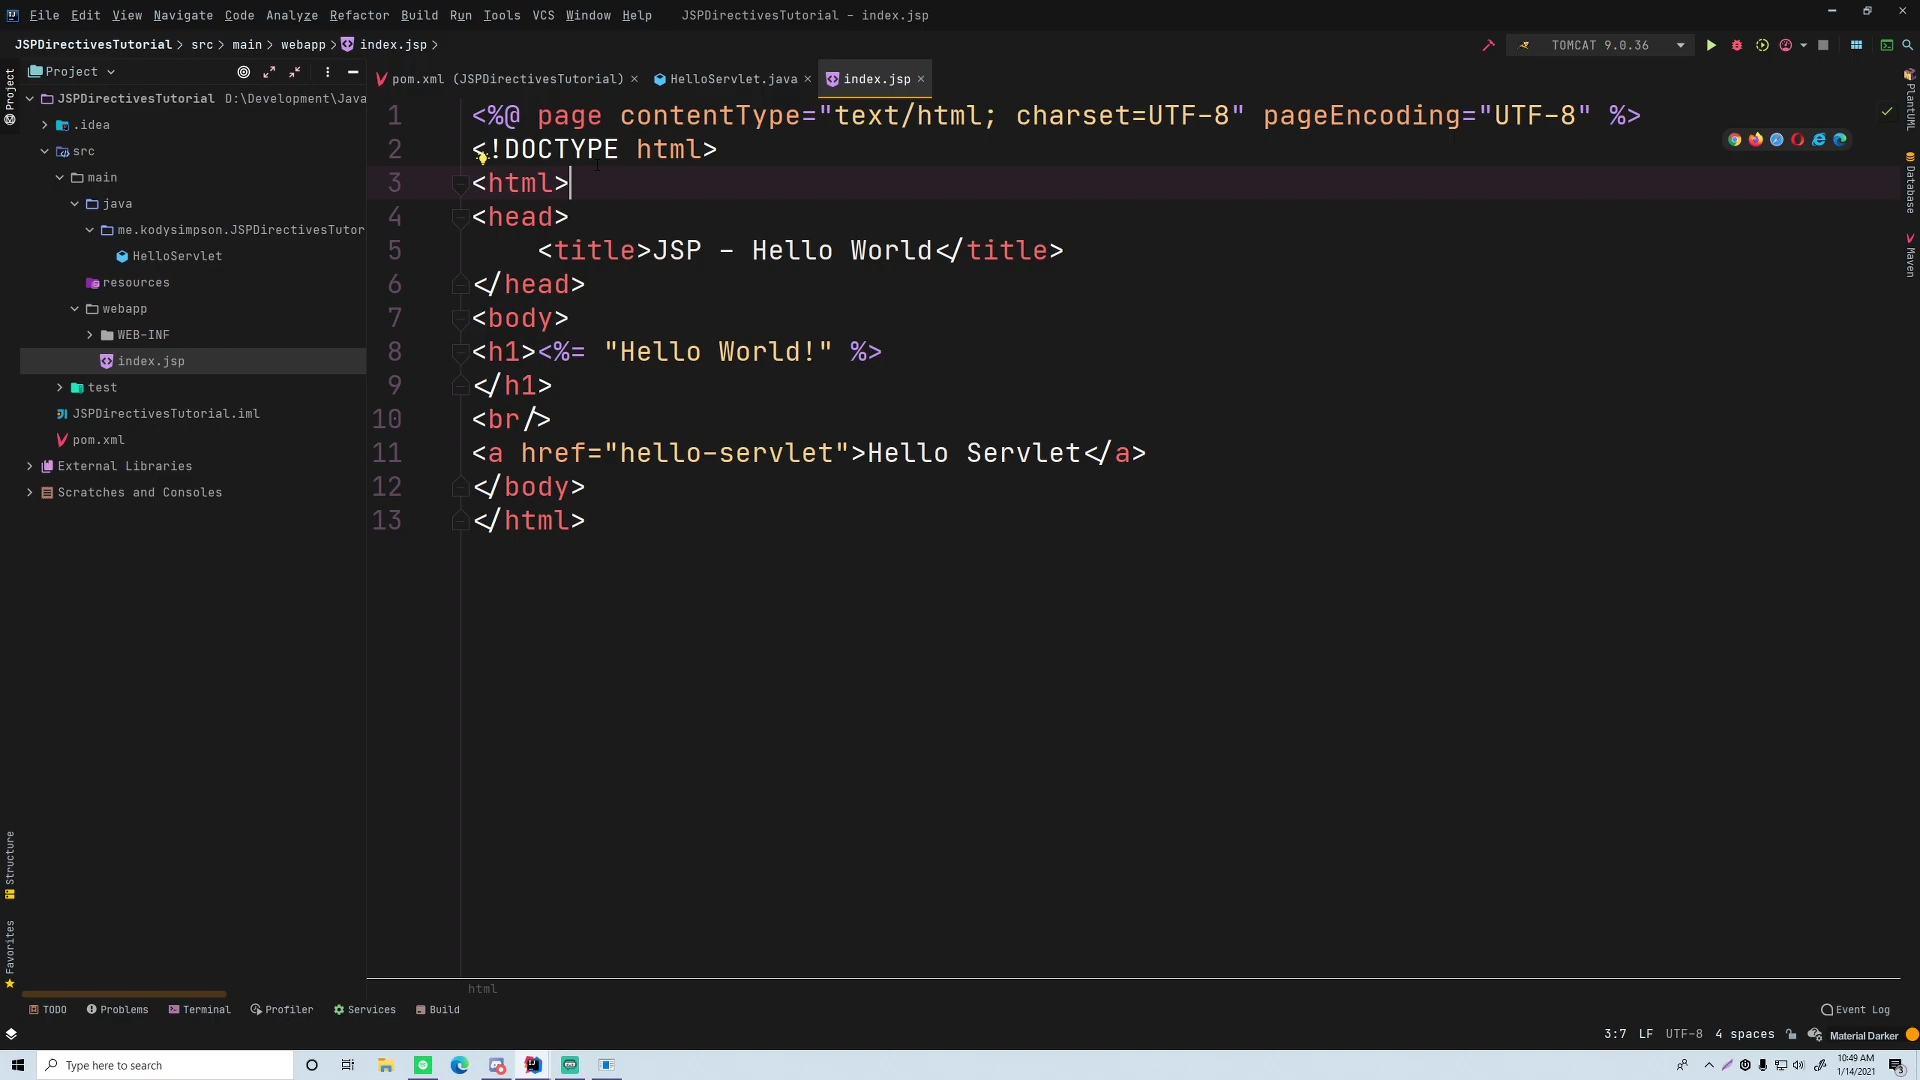 File Edit View Navigate Code Analyze Refactor Build Run Tools VCS Window Help JSPDirectivesTutorial - index.jsp
JSPDirectivesTutorial > src > main > webapp > index.jsp >
TOMCAT 9.0.36
Project
pom.xml (JSPDirectivesTutorial) ×
HelloServlet.java ×
index.jsp ×
Project
JSPDirectivesTutorial D:\Development\Java
.idea
src
main
java
me.kodysimpson.JSPDirectivesTutor
HelloServlet
resources
webapp
WEB-INF
index.jsp
test
JSPDirectivesTutorial.iml
pom.xml
External Libraries
Scratches and Consoles
1 <%@ page contentType="text/html; charset=UTF-8" pageEncoding="UTF-8" %>
2 <!DOCTYPE html>
3 <html>
4 <head>
5 <title>JSP - Hello World</title>
6 </head>
7 <body>
8 <h1><%= "Hello World!" %>
9 </h1>
10 <br/>
11 <a href="hello-servlet">Hello Servlet</a>
12 </body>
13 </html>
PlantUML
Database
Maven
Structure
Favorites
html
TODO Problems Terminal Profiler Services Build Event Log
3:7 LF UTF-8 4 spaces Material Darker
Type here to search
10:49 AM
1/14/2021
3